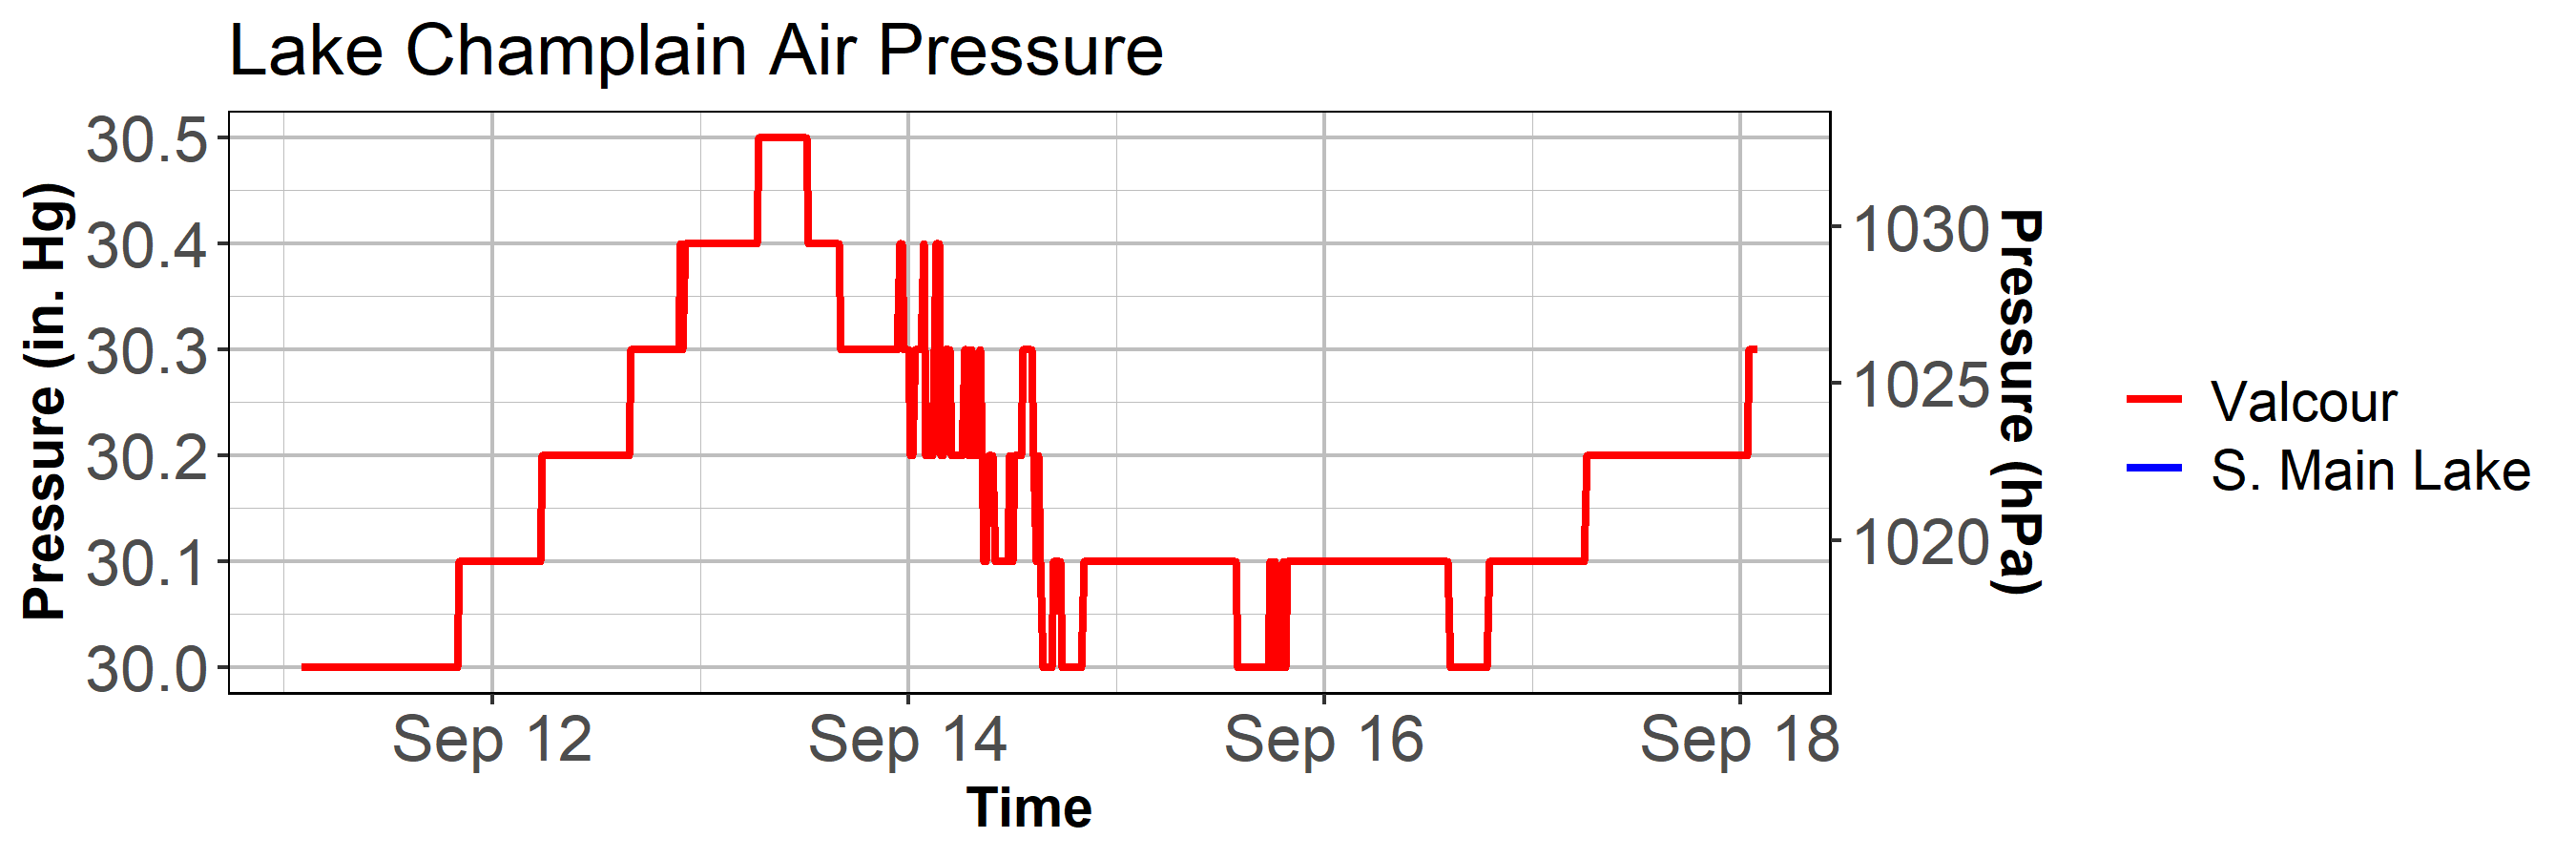 Lake Champlain Air Pressure
Pressure (in. Hg)
30.5
30.4
30.3
30.2
30.1
30.0
Sep 12
Sep 14
Sep 16
Sep 18
Time
1030
1025
1020
Pressure (hPa)
Valcour
S. Main Lake